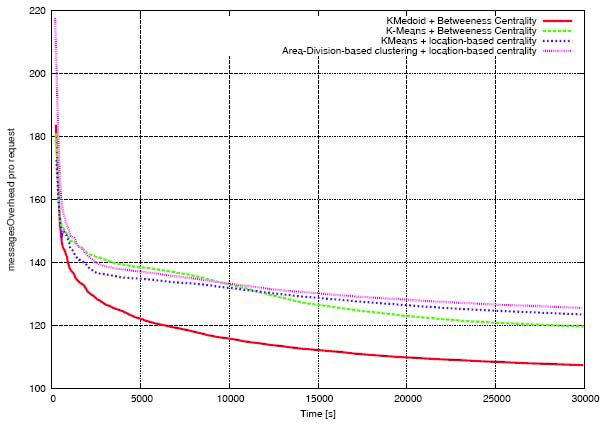 220
200
180
160
140
120
100
messagesOverhead pro request
KMedoid + Betweeness Centrality
K-Means + Betweeness Centrality
KMeans + location-based centrality
Area-Division-based clustering + location-based centrality
0
5000
10000
15000
20000
25000
30000
Time [s]